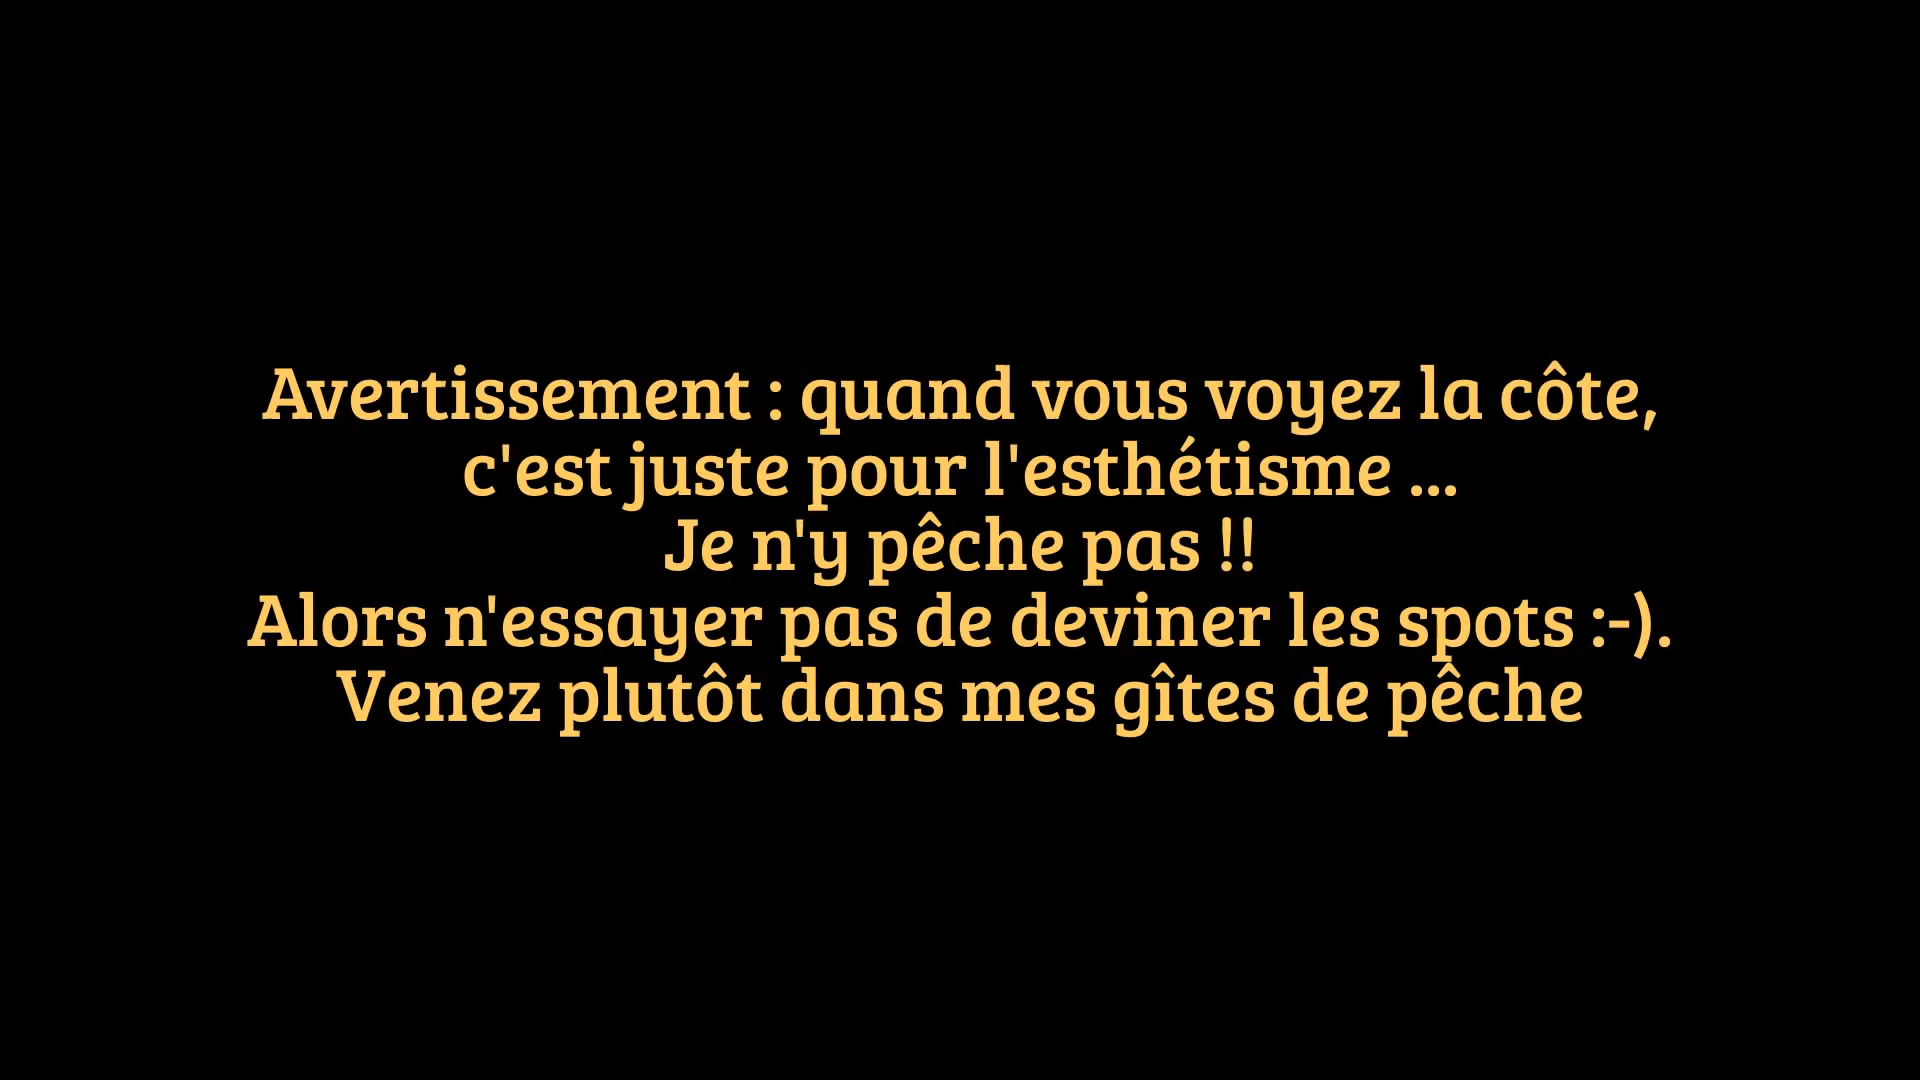 Avertissement : quand vous voyez la côte,
c'est juste pour l'esthétisme ...
Je n'y pêche pas !!
Alors n'essayer pas de deviner les spots :-).
Venez plutôt dans mes gîtes de pêche